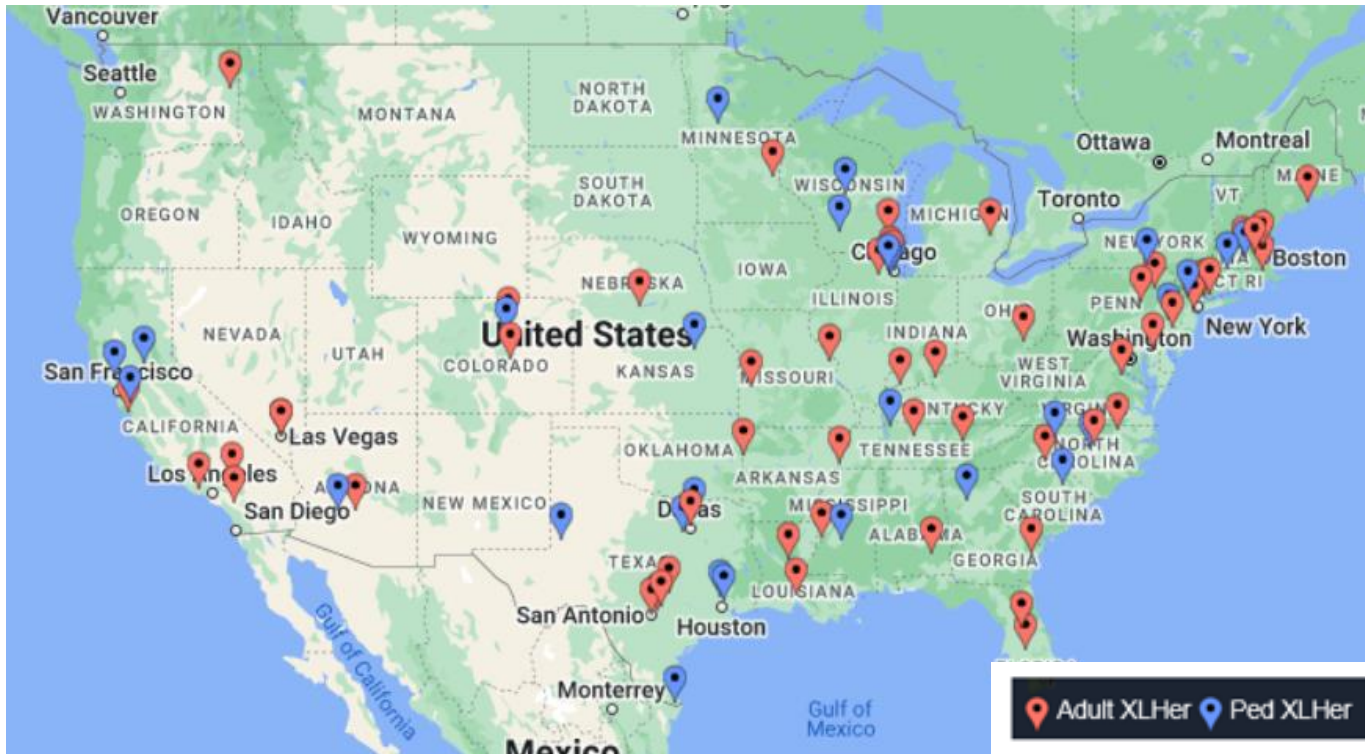 Vancouver
Seattle
WASHINGTON
MONTANA
NORTH
DAKOTA
MINNESOTA
Ottawa
Montreal
Toronto
VT
OREGON
IDAHO
WYOMING
SOUTH
DAKOTA
WISCONSIN
MICHIGAN
NEW YORK
Boston
CT RI
Chicago
IOWA
NEBRASKA
ILLINOIS
INDIANA
PENN
New York
NEVADA
UTAH
COLORADO
United States
KANSAS
MISSOURI
WEST
VIRGINIA
Washington
San Francisco
CALIFORNIA
Las Vegas
OKLAHOMA
KENTUCKY
VIRGINIA
TENNESSEE
NORTH
CAROLINA
Los Angeles
ARIZONA
NEW MEXICO
ARKANSAS
SOUTH
CAROLINA
San Diego
Dallas
MISSISSIPPI
ALABAMA
GEORGIA
TEXAS
LOUISIANA
San Antonio
Houston
Gulf of California
Monterrey
Gulf of
Mexico
Mexico
Adult XLHer
Ped XLHer